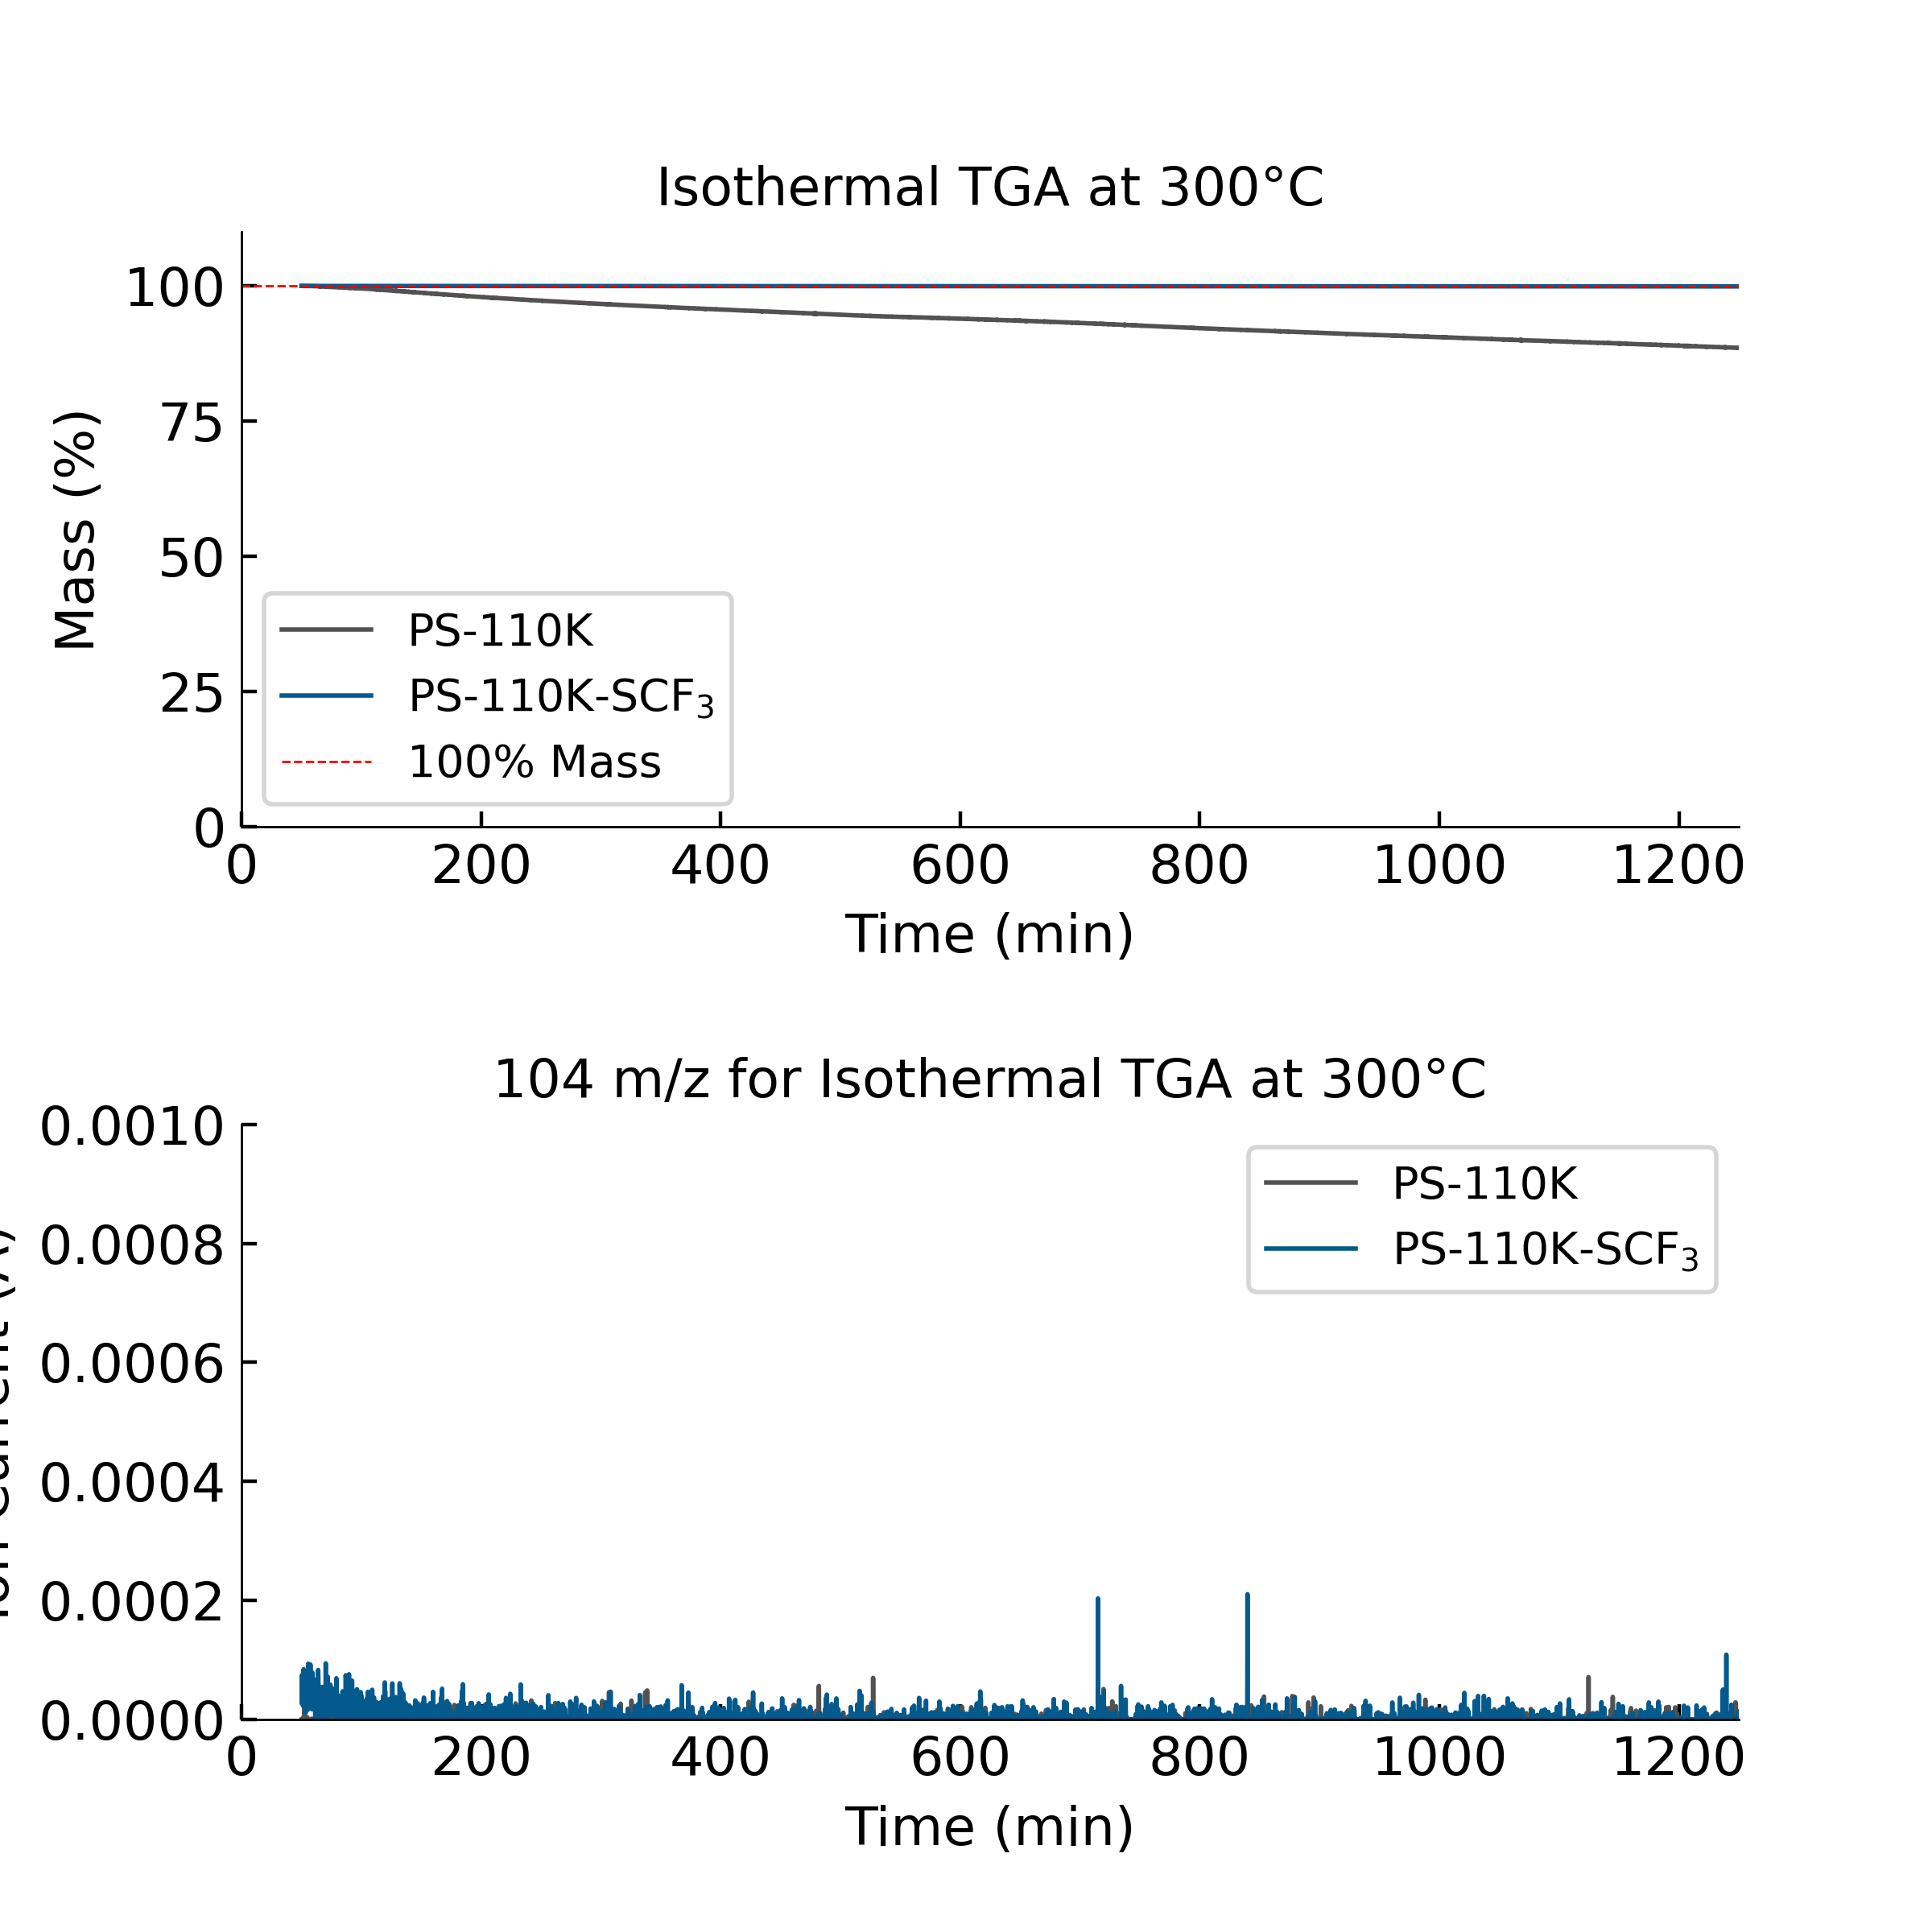 Isothermal TGA at 300°C
Mass (%)
100
75
50
25
0
PS-110K
PS-110K-SCF₃
100% Mass
0 200 400 600 800 1000 1200
Time (min)
104 m/z for Isothermal TGA at 300°C
0.0010
0.0008
0.0006
0.0004
0.0002
0.0000
PS-110K
PS-110K-SCF₃
0 200 400 600 800 1000 1200
Time (min)